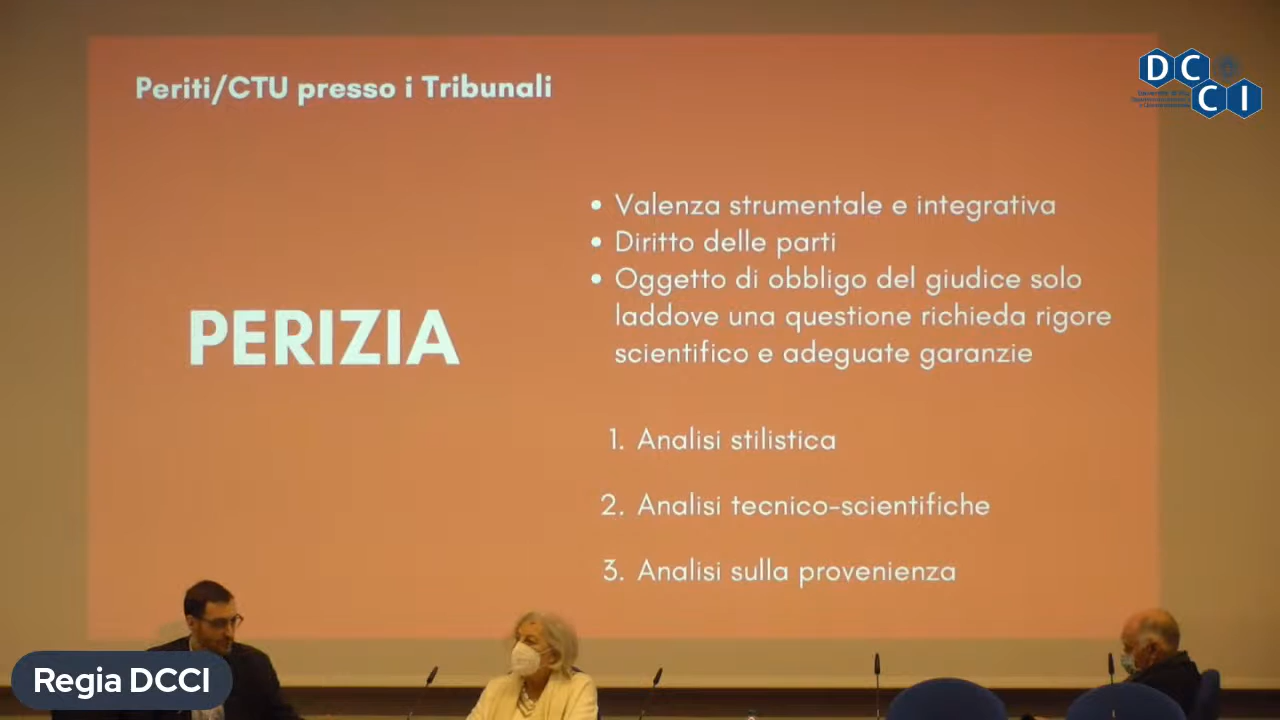 Periti/CTU presso i Tribunali
DC
CI
PERIZIA
• Valenza strumentale e integrativa
• Diritto delle parti
• Oggetto di obbligo del giudice solo
laddove una questione richieda rigore
scientifico e adeguate garanzie
1. Analisi stilistica
2. Analisi tecnico-scientifiche
3. Analisi sulla provenienza
Regia DCCI